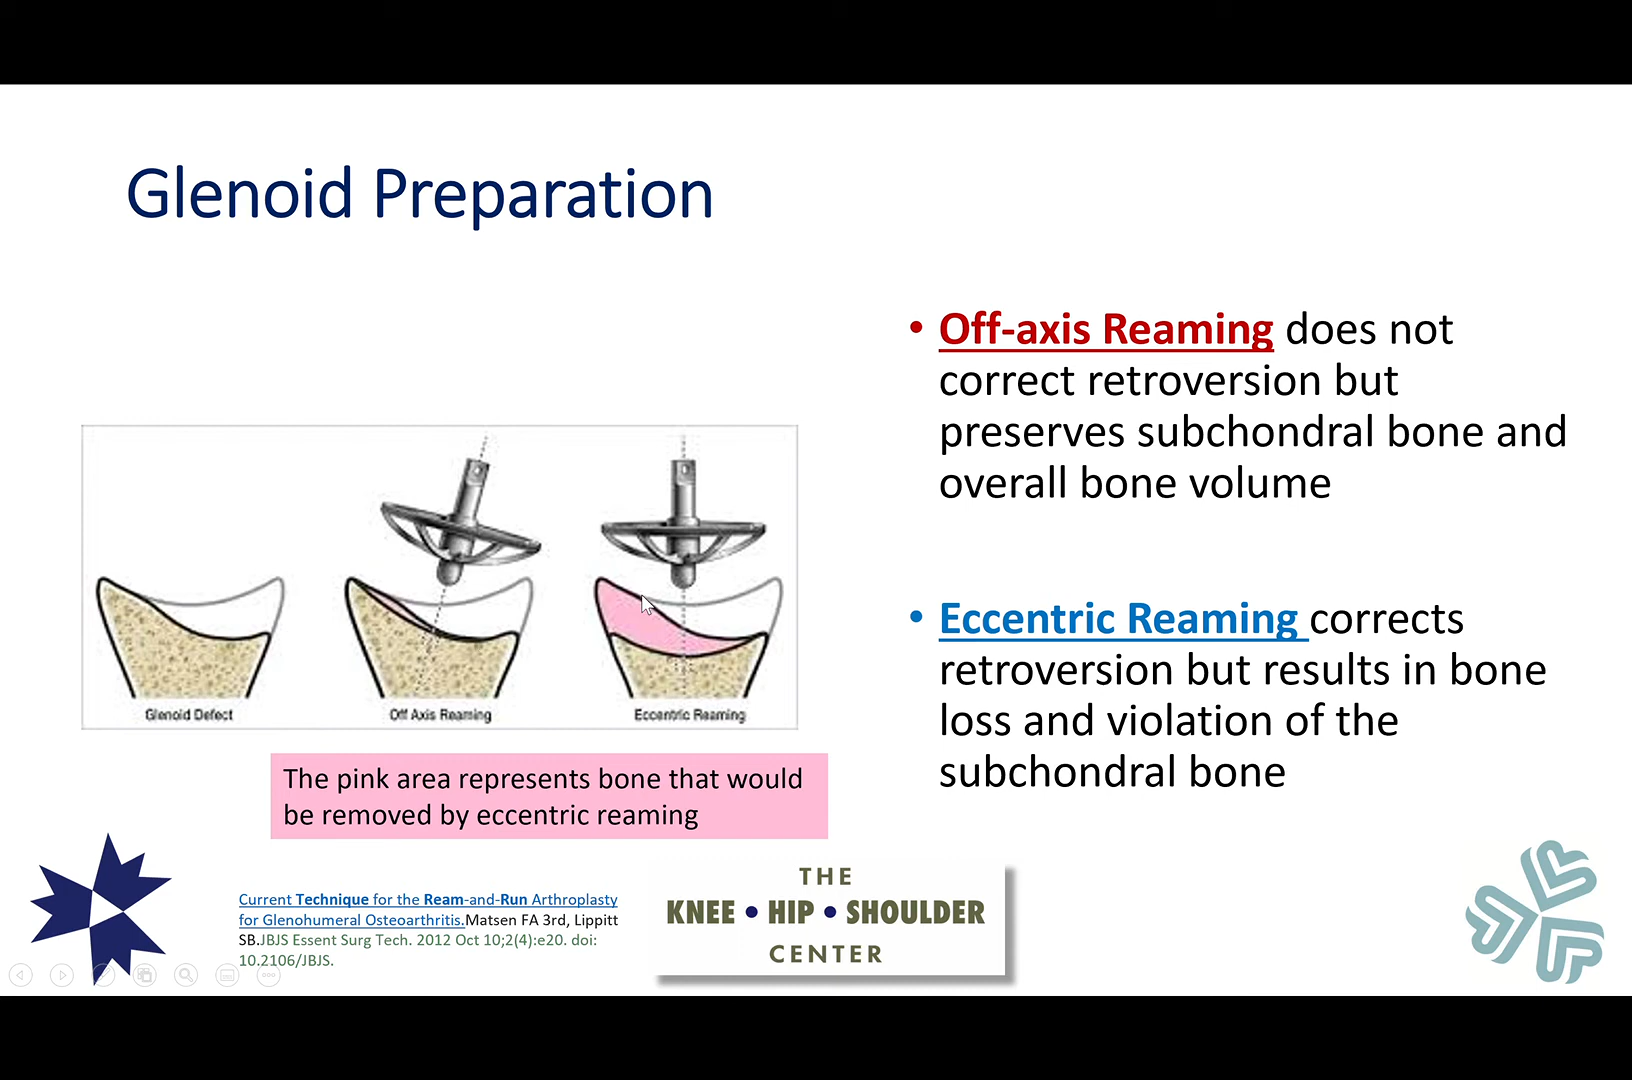 Glenoid Preparation
Glenoid Defect
Off Axis Reaming
Eccentric Reaming
The pink area represents bone that would
be removed by eccentric reaming
• Off-axis Reaming does not
correct retroversion but
preserves subchondral bone and
overall bone volume
• Eccentric Reaming corrects
retroversion but results in bone
loss and violation of the
subchondral bone
Current Technique for the Ream-and-Run Arthroplasty
for Glenohumeral Osteoarthritis.Matsen FA 3rd, Lippitt
SB.JBJS Essent Surg Tech. 2012 Oct 10;2(4):e20. doi:
10.2106/JBJS.
THE
KNEE • HIP • SHOULDER
CENTER